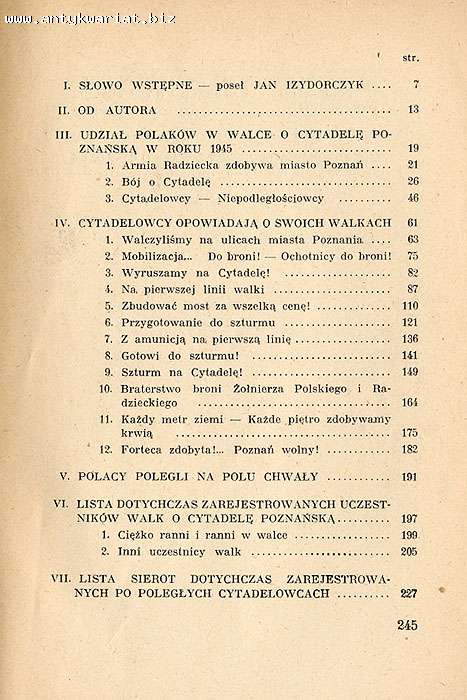 www.antykwariat.biz
str.
I. SŁOWO WSTĘPNE — poseł JAN IZYDORCZYK .... 7
II. OD AUTORA ........................ 13
III. UDZIAŁ POLAKÓW W WALCE O CYTADELĘ PO-
ZNAŃSKĄ W ROKU 1945 ................ 19
1. Armia Radziecka zdobywa miasto Poznań .... 21
2. Bój o Cytadelę ........................ 26
3. Cytadelowcy — Niepodległościowcy .......... 46
IV. CYTADELOWCY OPOWIADAJĄ O SWOICH WALKACH 61
1. Walczyliśmy na ulicach miasta Poznania .... 63
2. Mobilizacja... Do broni! — Ochotnicy do broni! 75
3. Wyruszamy na Cytadelę! ................ 82
4. Na pierwszej linii walki .................. 87
5. Zbudować most za wszelką cenę! ............ 110
6. Przygotowanie do szturmu ................ 121
7. Z amunicją na pierwszą linię .............. 136
8. Gotowi do szturmu! .................... 141
9. Szturm na Cytadelę! .................... 149
10. Braterstwo broni Żołnierza Polskiego i Ra-
dzieckiego ........................ 164
11. Każdy metr ziemi — Każde piętro zdobywamy
krwią ........................ 175
12. Forteca zdobyta!... Poznań wolny! .......... 182
V. POLACY POLEGLI NA POLU CHWAŁY .......... 191
VI. LISTA DOTYCHCZAS ZAREJESTROWANYCH UCZEST-
NIKÓW WALK O CYTADELĘ POZNAŃSKĄ.......... 197
1. Ciężko ranni i ranni w walce .............. 199
2. Inni uczestnicy walk .................... 205
VII. LISTA SIEROT DOTYCHCZAS ZAREJESTROWA-
NYCH PO POLEGŁYCH CYTADELOWCACH .......... 227
245